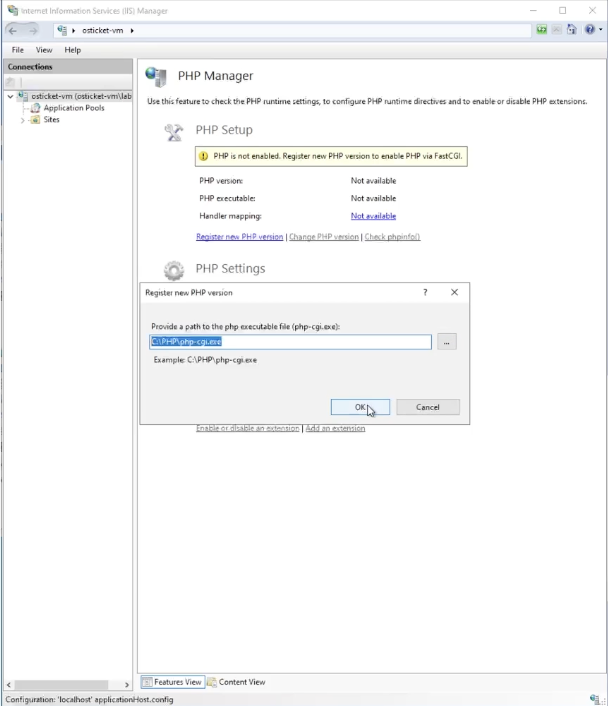 Internet Information Services (IIS) Manager
osticket-vm
File View Help
Connections
osticket-vm (osticket-vm\lab
Application Pools
Sites
PHP Manager
Use this feature to check the PHP runtime settings, to configure PHP runtime directives and to enable or disable PHP extensions.
PHP Setup
PHP is not enabled. Register new PHP version to enable PHP via FastCGI.
PHP version: Not available
PHP executable: Not available
Handler mapping: Not available
Register new PHP version | Change PHP version | Check phpinfo()
PHP Settings
Register new PHP version ?
Provide a path to the php executable file (php-cgi.exe):
C:\PHP\php-cgi.exe
...
Example: C:\PHP\php-cgi.exe
OK Cancel
Enable or disable an extension | Add an extension
Features View Content View
Configuration: 'localhost' applicationHost.config